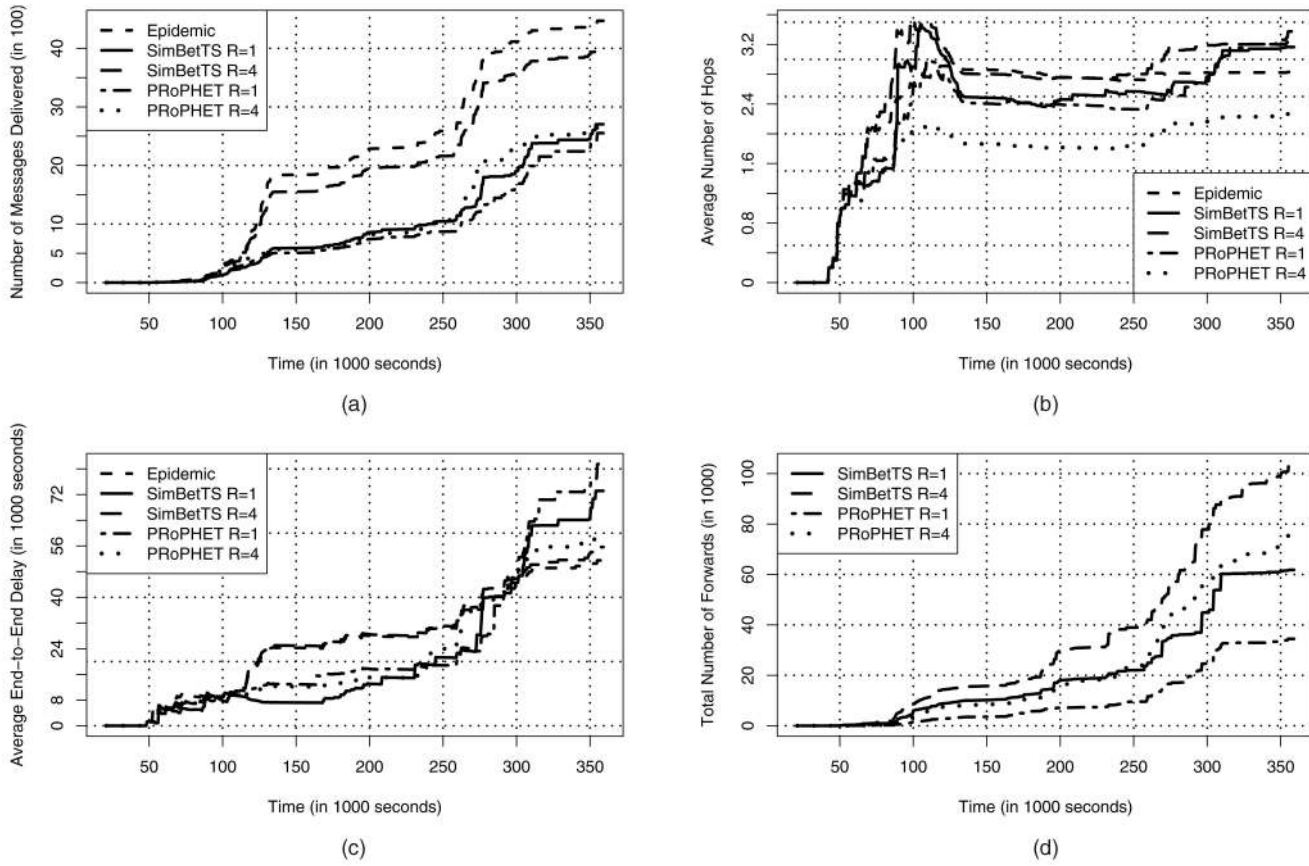 Number of Messages Delivered (in 100)
0 5 10 20 30 40
Epidemic
SimBetTS R=1
SimBetTS R=4
PRoPHET R=1
PRoPHET R=4
50 100 150 200 250 300 350
Time (in 1000 seconds)
(a)
Average Number of Hops
0 0.8 1.6 2.4 3.2
Epidemic
SimBetTS R=1
SimBetTS R=4
PRoPHET R=1
PRoPHET R=4
50 100 150 200 250 300 350
Time (in 1000 seconds)
(b)
Average End-to-End Delay (in 1000 seconds)
0 8 24 40 56 72
Epidemic
SimBetTS R=1
SimBetTS R=4
PRoPHET R=1
PRoPHET R=4
50 100 150 200 250 300 350
Time (in 1000 seconds)
(c)
Total Number of Forwards (in 1000)
0 20 40 60 80 100
SimBetTS R=1
SimBetTS R=4
PRoPHET R=1
PRoPHET R=4
50 100 150 200 250 300 350
Time (in 1000 seconds)
(d)